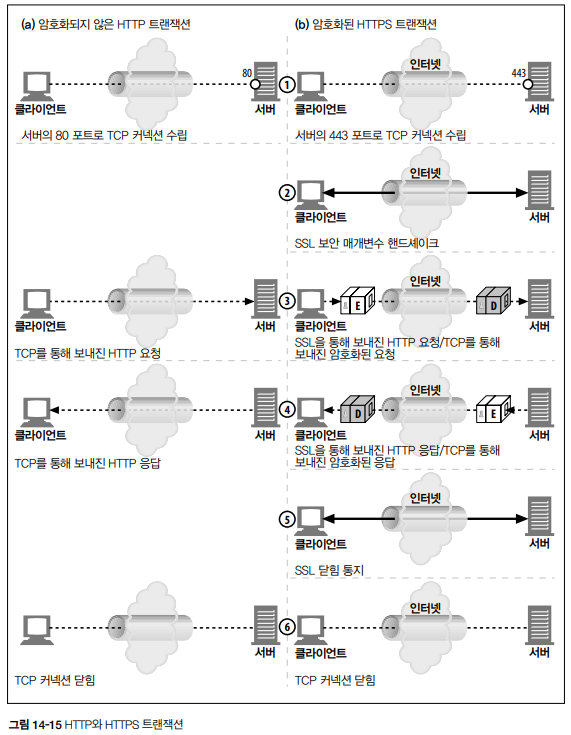 (a) 암호화되지 않은 HTTP 트랜잭션
(b) 암호화된 HTTPS 트랜잭션
80
클라이언트
서버
서버의 80 포트로 TCP 커넥션 수립
1
인터넷
443
클라이언트
서버
서버의 443 포트로 TCP 커넥션 수립
2
인터넷
클라이언트
서버
SSL 보안 매개변수 핸드셰이크
클라이언트
서버
TCP를 통해 보내진 HTTP 요청
3
인터넷
E
D
클라이언트
서버
SSL을 통해 보내진 HTTP 요청/TCP를 통해
보내진 암호화된 요청
클라이언트
서버
TCP를 통해 보내진 HTTP 응답
4
인터넷
D
E
클라이언트
서버
SSL을 통해 보내진 HTTP 응답/TCP를 통해
보내진 암호화된 응답
5
인터넷
클라이언트
서버
SSL 닫힘 통지
서버
TCP 커넥션 닫힘
6
인터넷
클라이언트
서버
TCP 커넥션 닫힘
그림 14-15 HTTP와 HTTPS 트랜잭션